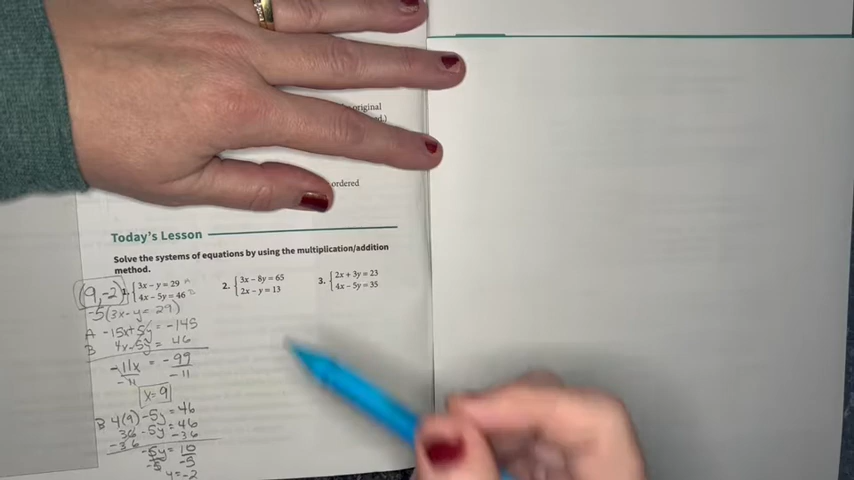 original
ed.)
ordered
Today's Lesson
Solve the systems of equations by using the multiplication/addition
method.
1. 3x - y = 29 A
4x - 5y = 46 B
(9,-2)
-5(3x-y=29)
A -15x+5y = -145
B 4x-5y = 46
-11x = -99
-11 -11
x=9
B 4(9)-5y=46
36-5y=46
-36 -36
-5y=10
-5 -5
y=-2
2. 3x - 8y = 65
2x - y = 13
3. 2x + 3y = 23
4x - 5y = 35